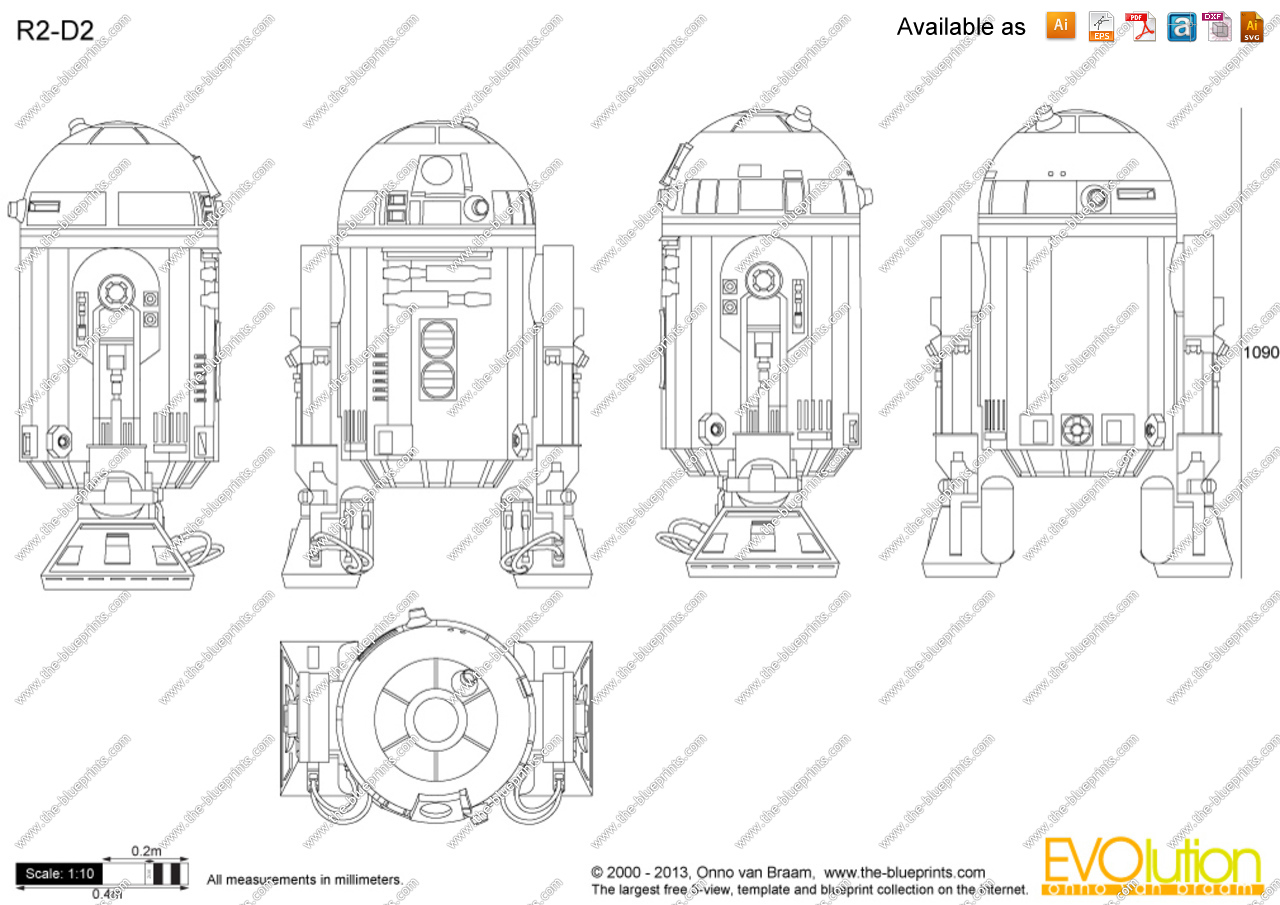 R2-D2
Available as
Ai
EPS
PDF
a
DXF
Ai
SVG
1090
0.2m
Scale: 1:10
0.4m
All measurements in millimeters.
© 2000 - 2013, Onno van Braam, www.the-blueprints.com
The largest free -view, template and blueprint collection on the internet.
EVOlution
onno van braam
www.the-blueprints.com